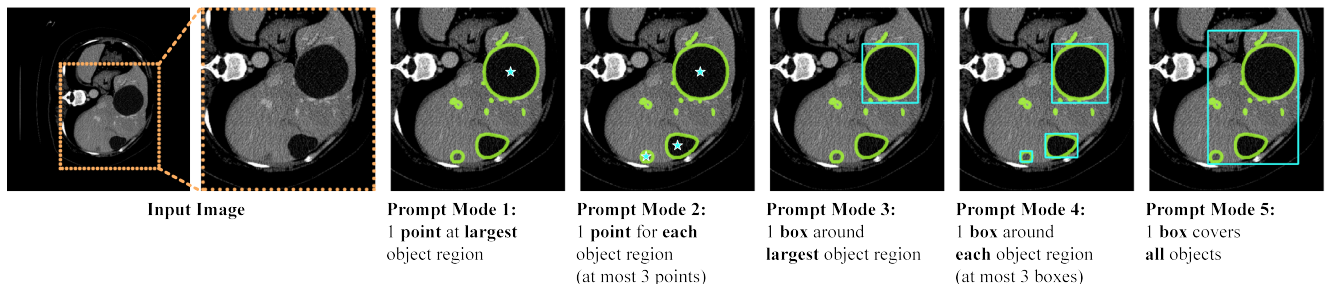 Input Image
Prompt Mode 1:
1 point at largest
object region
Prompt Mode 2:
1 point for each
object region
(at most 3 points)
Prompt Mode 3:
1 box around
largest object region
Prompt Mode 4:
1 box around
each object region
(at most 3 boxes)
Prompt Mode 5:
1 box covers
all objects